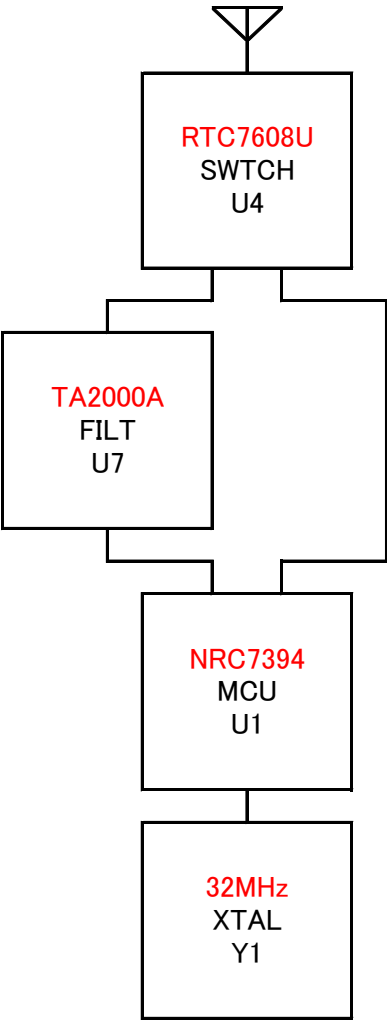 RTC7608U
SWTCH
U4
TA2000A
FILT
U7
NRC7394
MCU
U1
32MHz
XTAL
Y1